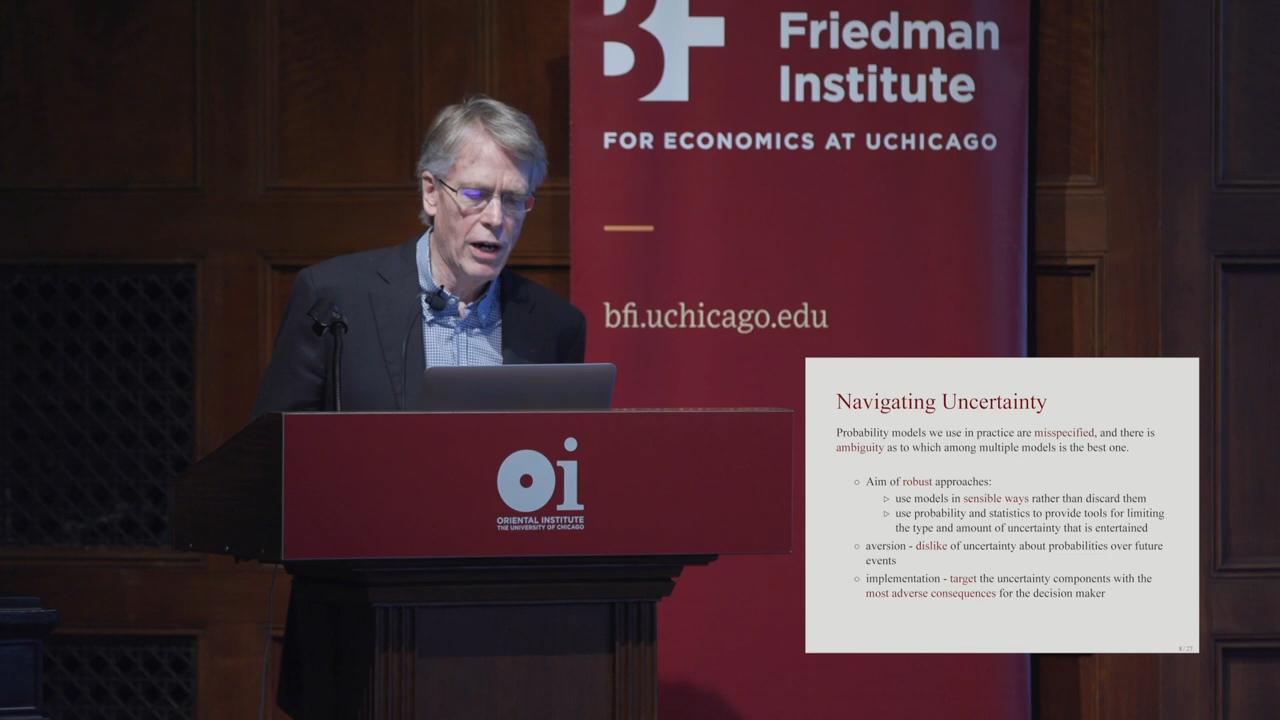 Friedman
Institute
FOR ECONOMICS AT UCHICAGO
bfi.uchicago.edu
oi
ORIENTAL INSTITUTE
THE UNIVERSITY OF CHICAGO
Navigating Uncertainty
Probability models we use in practice are misspecified, and there is
ambiguity as to which among multiple models is the best one.
○ Aim of robust approaches:
▷ use models in sensible ways rather than discard them
▷ use probability and statistics to provide tools for limiting
the type and amount of uncertainty that is entertained
○ aversion - dislike of uncertainty about probabilities over future
events
○ implementation - target the uncertainty components with the
most adverse consequences for the decision maker